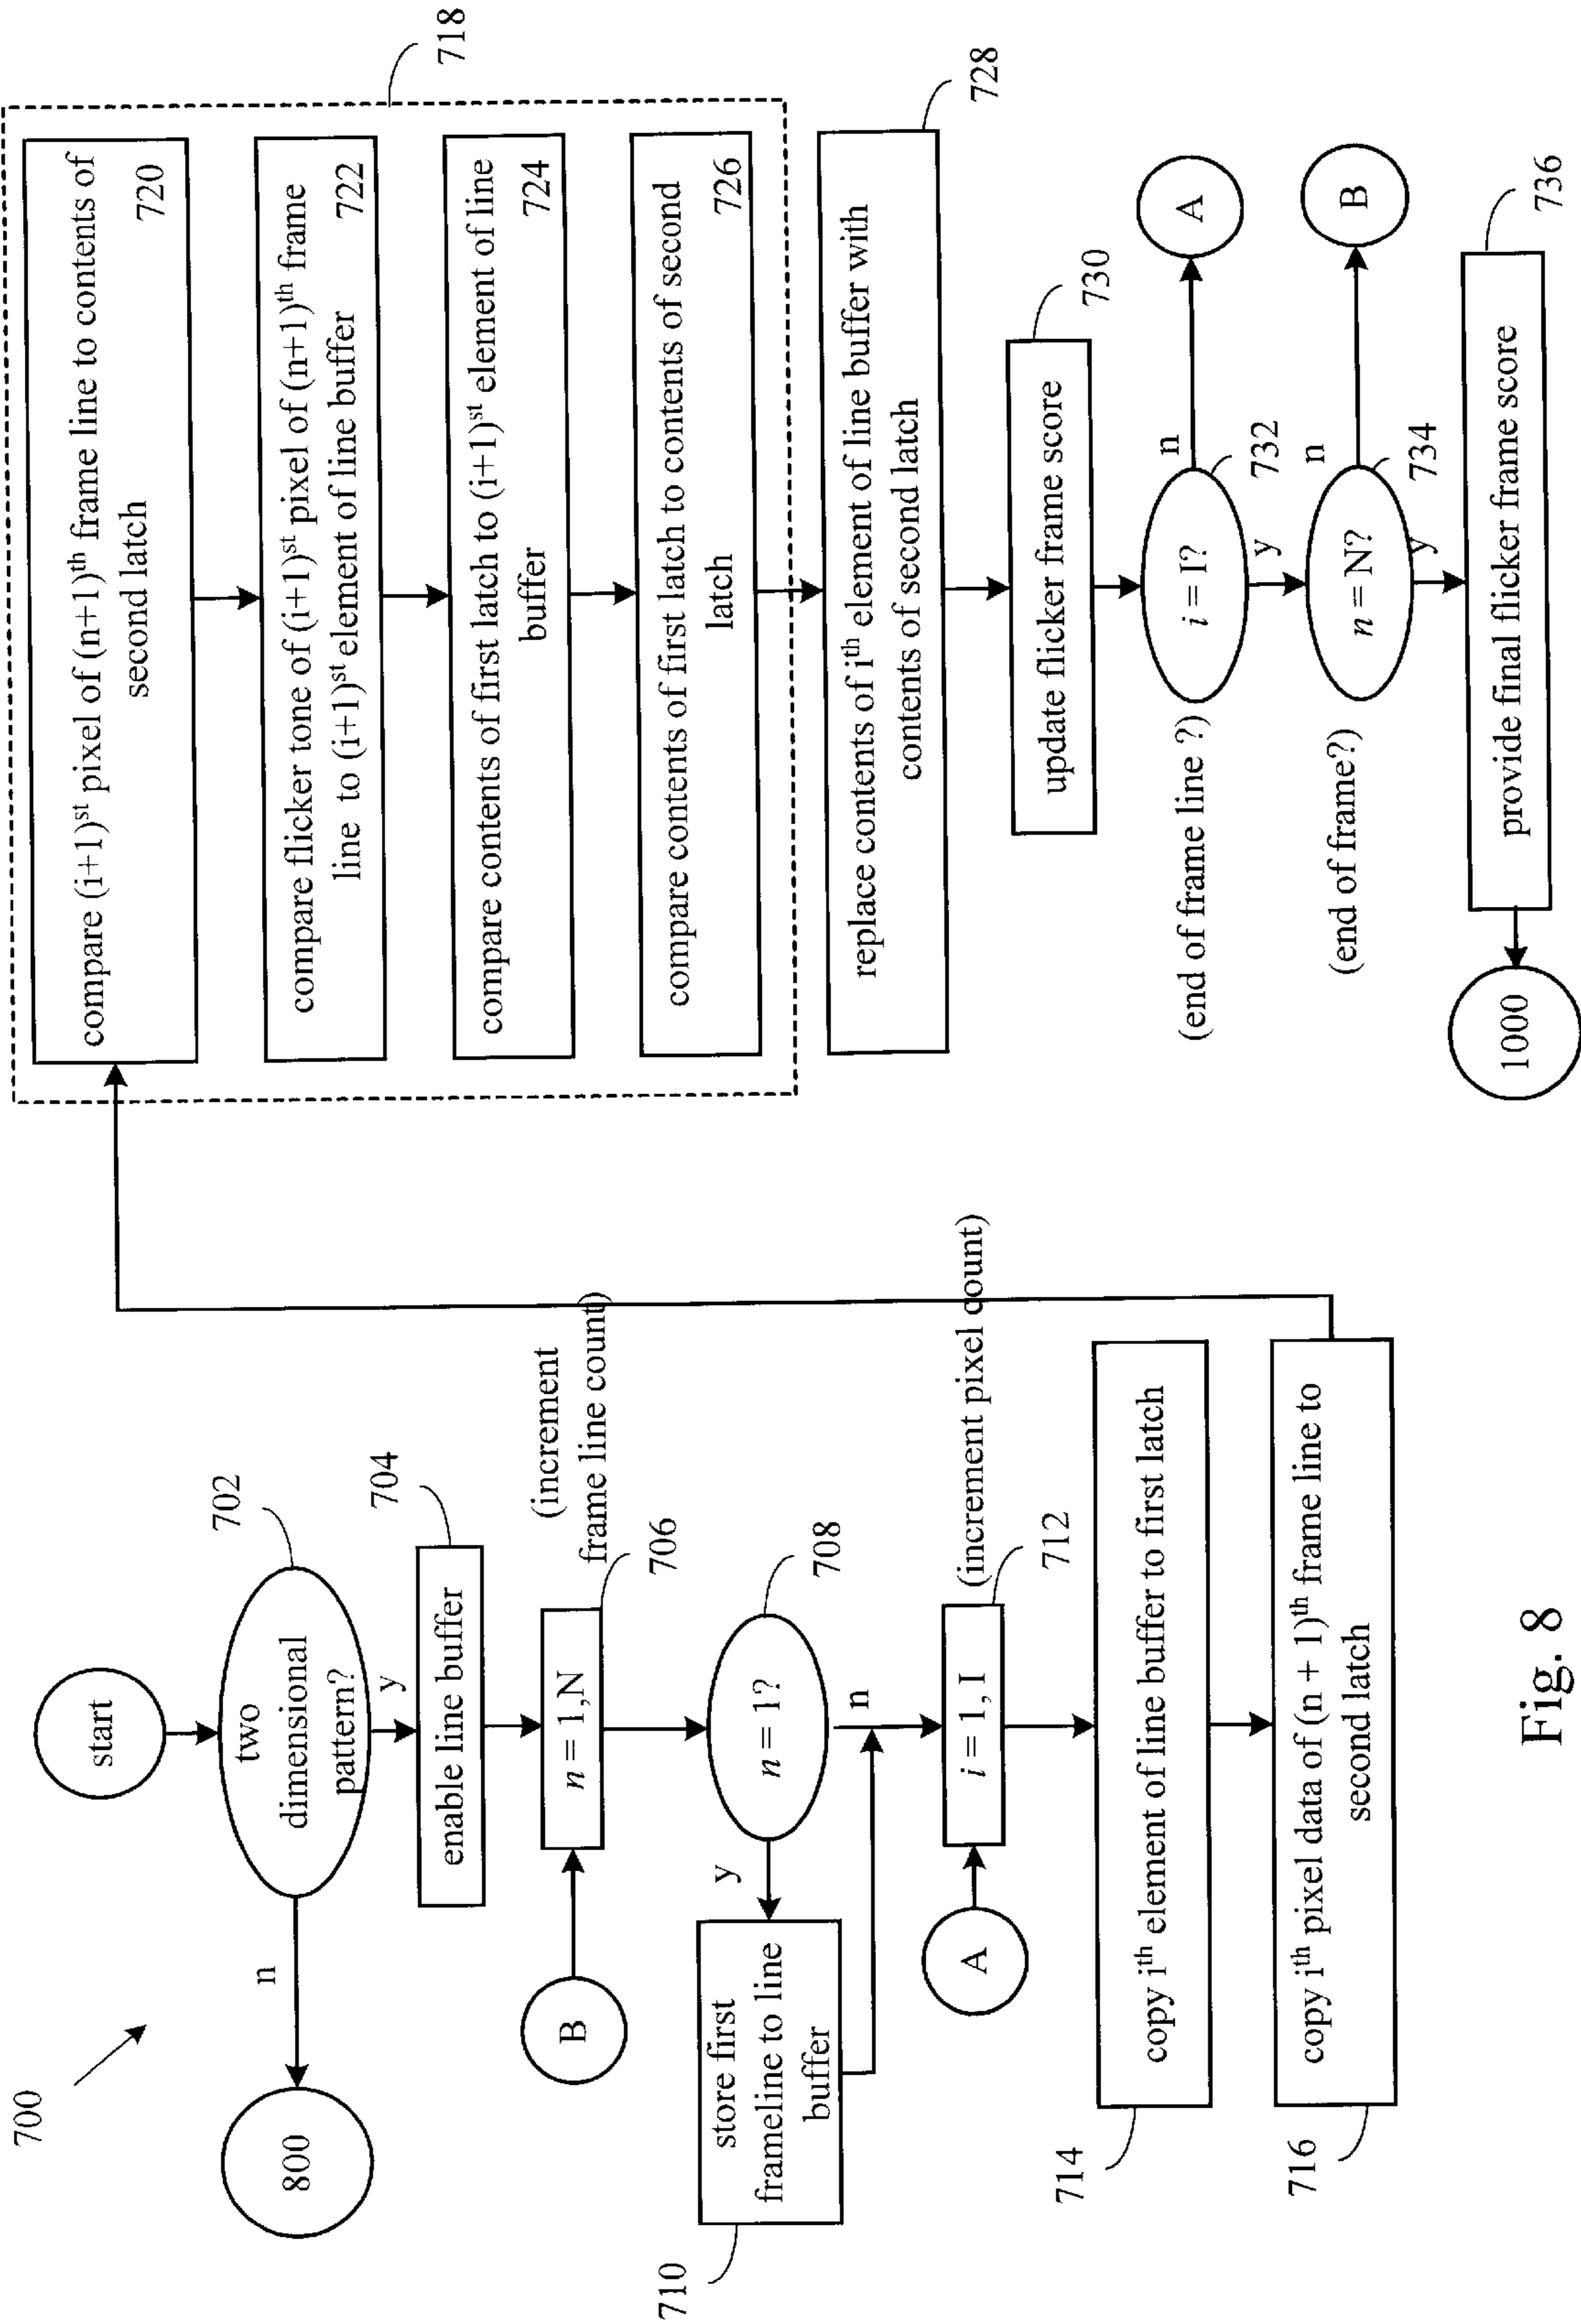 700
start
two
dimensional
pattern?
702
n
800
y
enable line buffer
704
B
n = 1,N
706
(increment
frame line count)
n = 1?
708
y
store first
frameline to line
buffer
710
n
A
i = 1, I
712
(increment pixel count)
copy iᵗʰ element of line buffer to first latch
714
copy iᵗʰ pixel data of (n + 1)ᵗʰ frame line to
second latch
716
718
compare (i+1)ˢᵗ pixel of (n+1)ᵗʰ frame line to contents of
second latch
720
compare flicker tone of (i+1)ˢᵗ pixel of (n+1)ᵗʰ frame
line to (i+1)ˢᵗ element of line buffer
722
compare contents of first latch to (i+1)ˢᵗ element of line
buffer
724
compare contents of first latch to contents of second
latch
726
replace contents of iᵗʰ element of line buffer with
contents of second latch
728
update flicker frame score
730
(end of frame line ?)
i = I?
732
n
A
y
(end of frame?)
n = N?
734
n
B
y
provide final flicker frame score
736
1000
Fig. 8